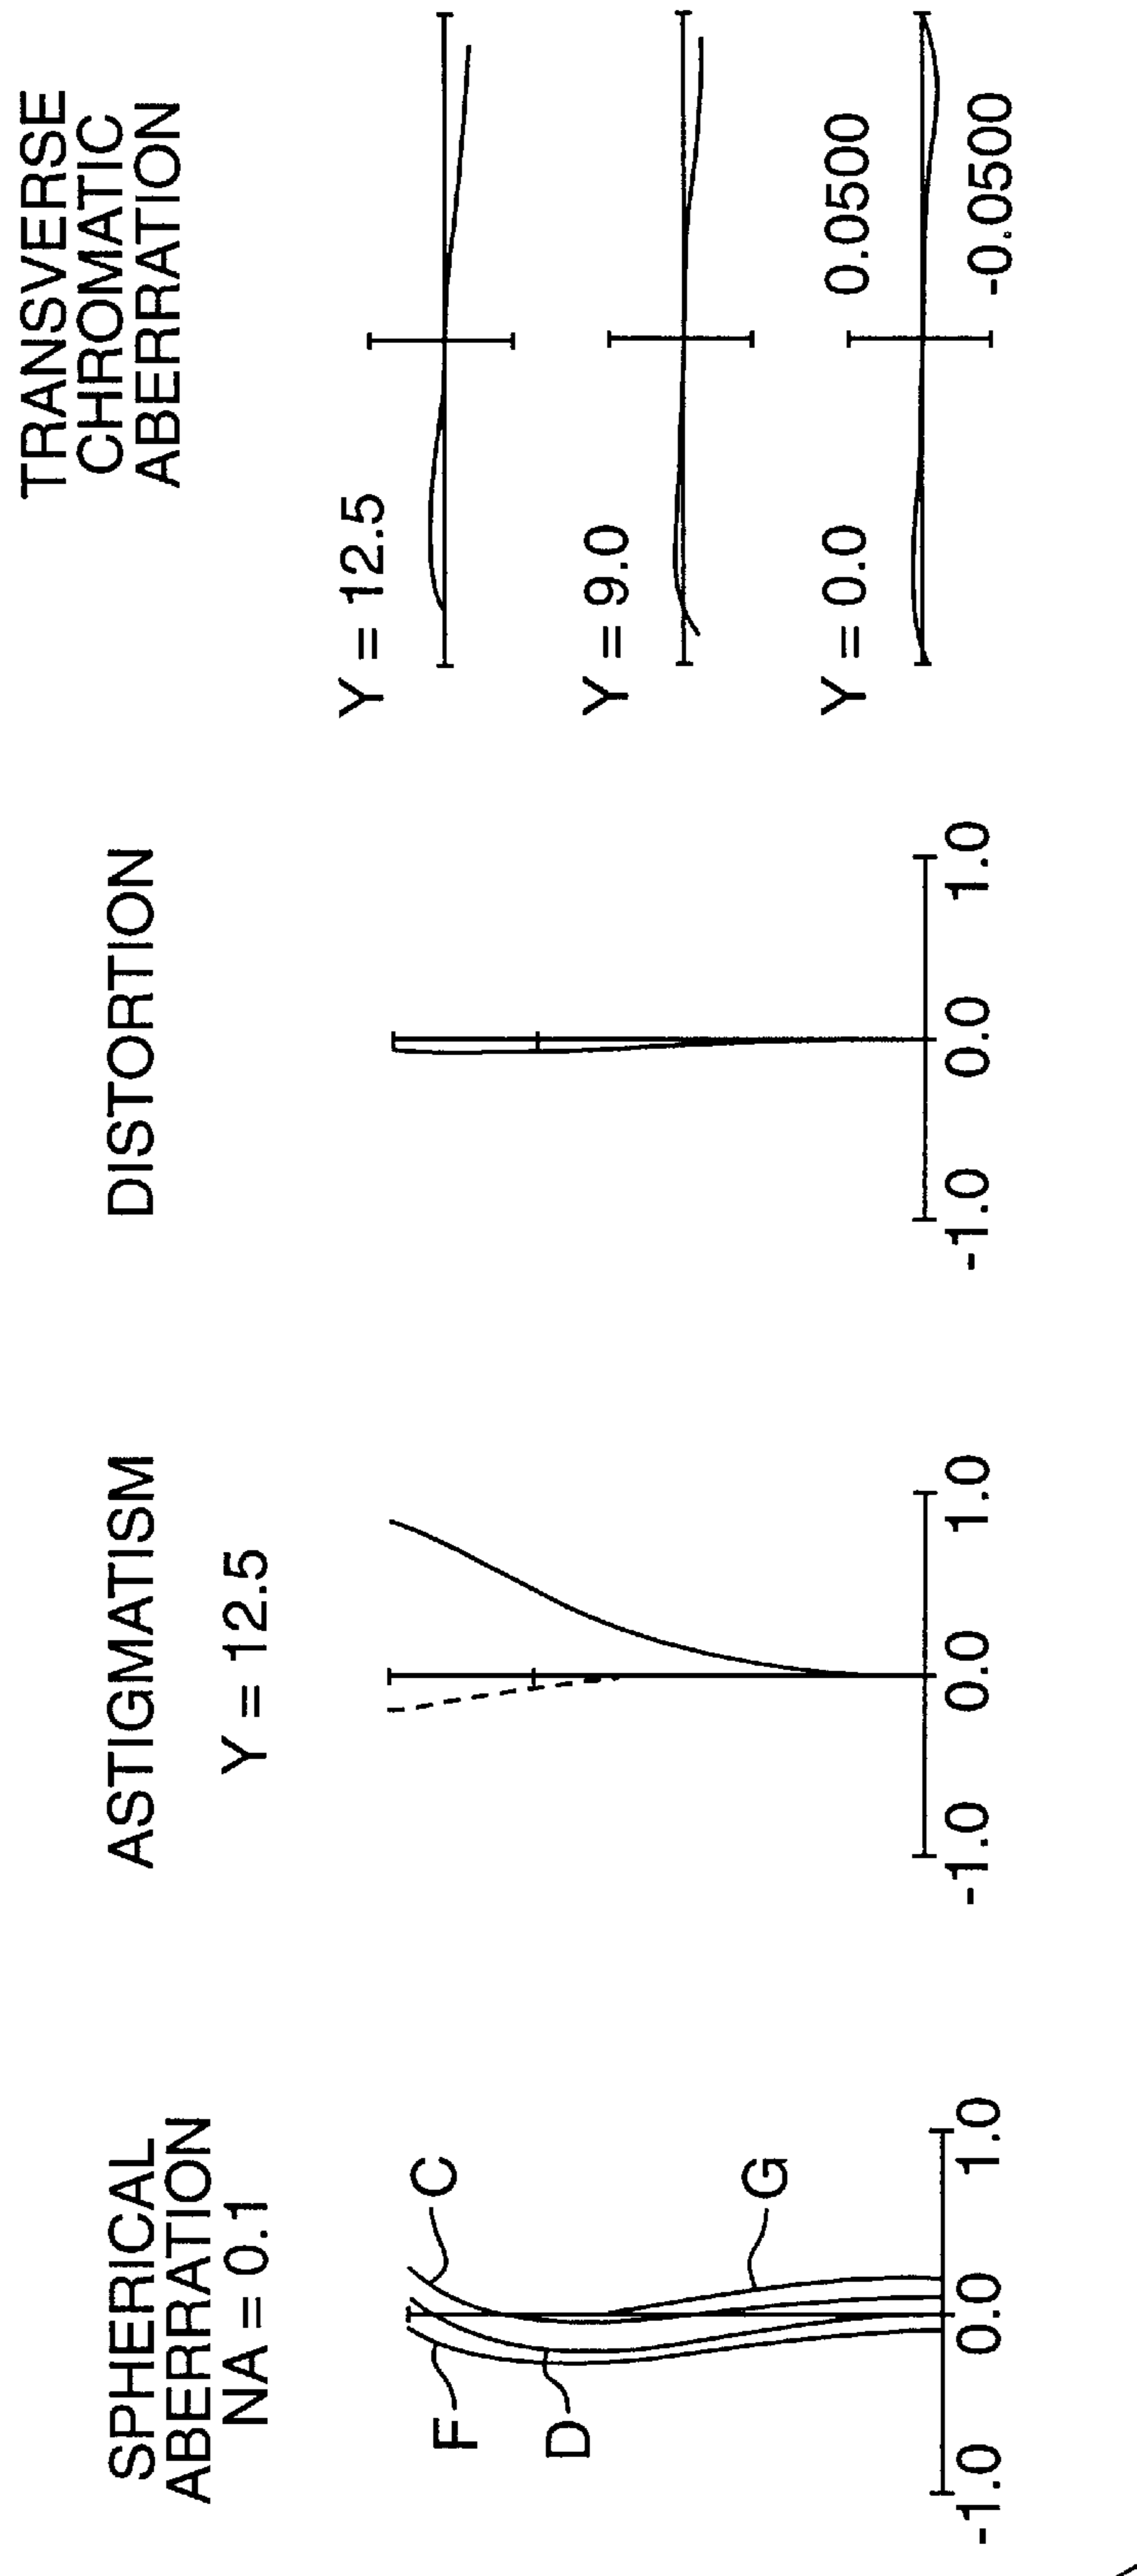 SPHERICAL
ABERRATION
NA = 0.1
F
C
D
G
-1.0 0.0 1.0
ASTIGMATISM
Y = 12.5
-1.0 0.0 1.0
DISTORTION
-1.0 0.0 1.0
TRANSVERSE
CHROMATIC
ABERRATION
Y = 12.5
Y = 9.0
Y = 0.0
0.0500
-0.0500